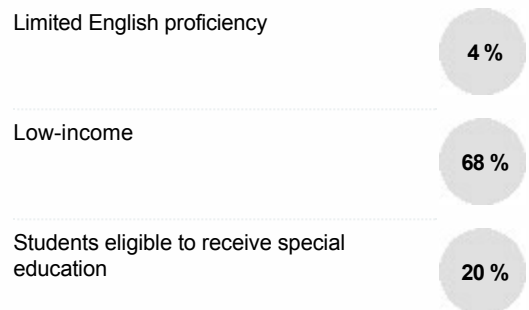 Limited English proficiency
4 %
Low-income
68 %
Students eligible to receive special
education
20 %